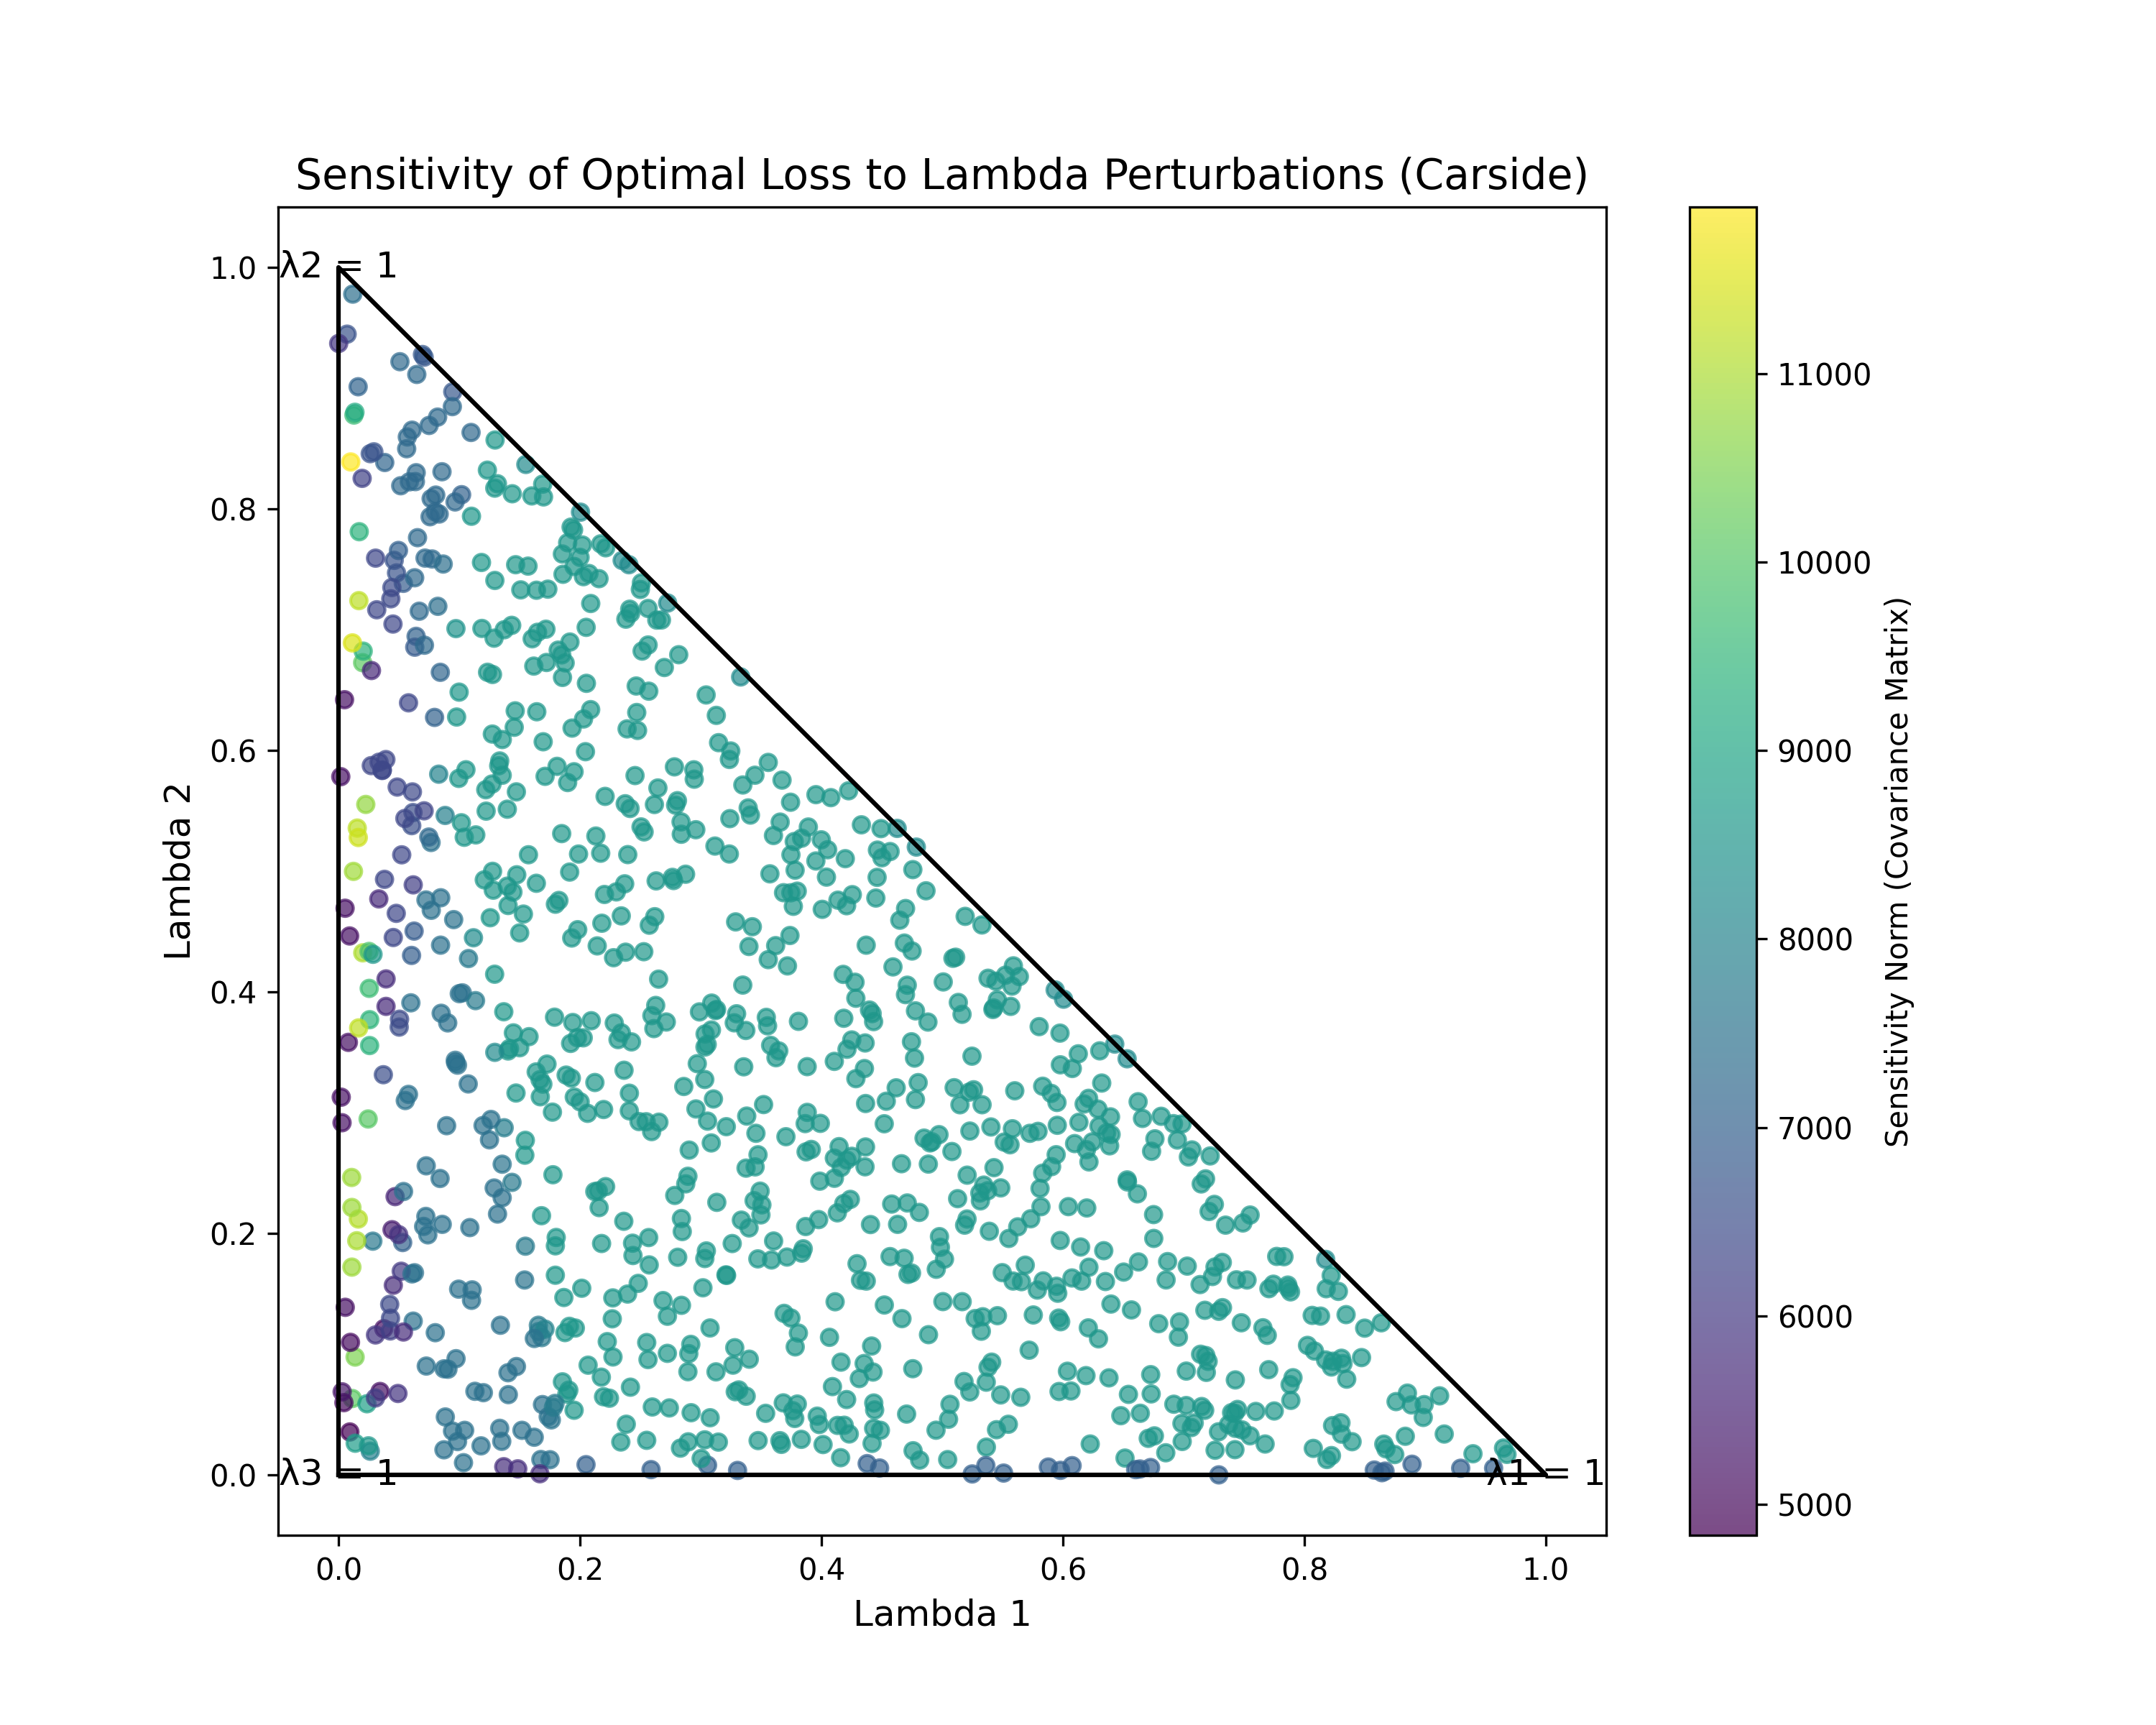 Sensitivity of Optimal Loss to Lambda Perturbations (Carside)
λ2 = 1
λ3 = 1
λ1 = 1
1.0
0.8
0.6
0.4
0.2
0.0
Lambda 2
0.0 0.2 0.4 0.6 0.8 1.0
Lambda 1
11000
10000
9000
8000
7000
6000
5000
Sensitivity Norm (Covariance Matrix)